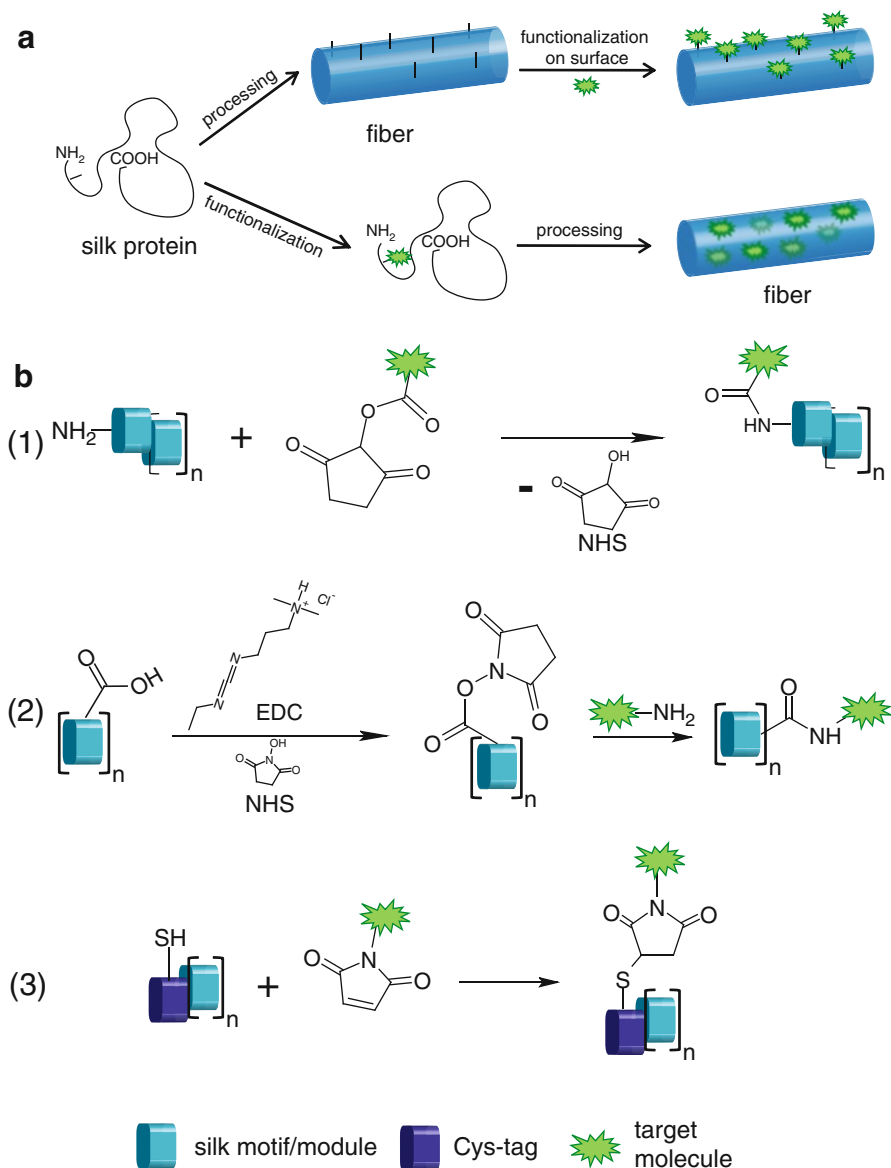 a
processing
functionalization
on surface
fiber
NH2
COOH
silk protein
functionalization
NH2
COOH
processing
fiber
b
(1)
NH2
n
+
O
O
O
O
-
OH
O
O
NHS
O
HN
n
(2)
O
OH
n
H
N+
Cl-
N
N
EDC
OH
N
O
O
NHS
O
N
O
O
O
n
NH2
O
NH
n
(3)
SH
n
+
N
O
O
N
O
O
S
n
silk motif/module
Cys-tag
target
molecule